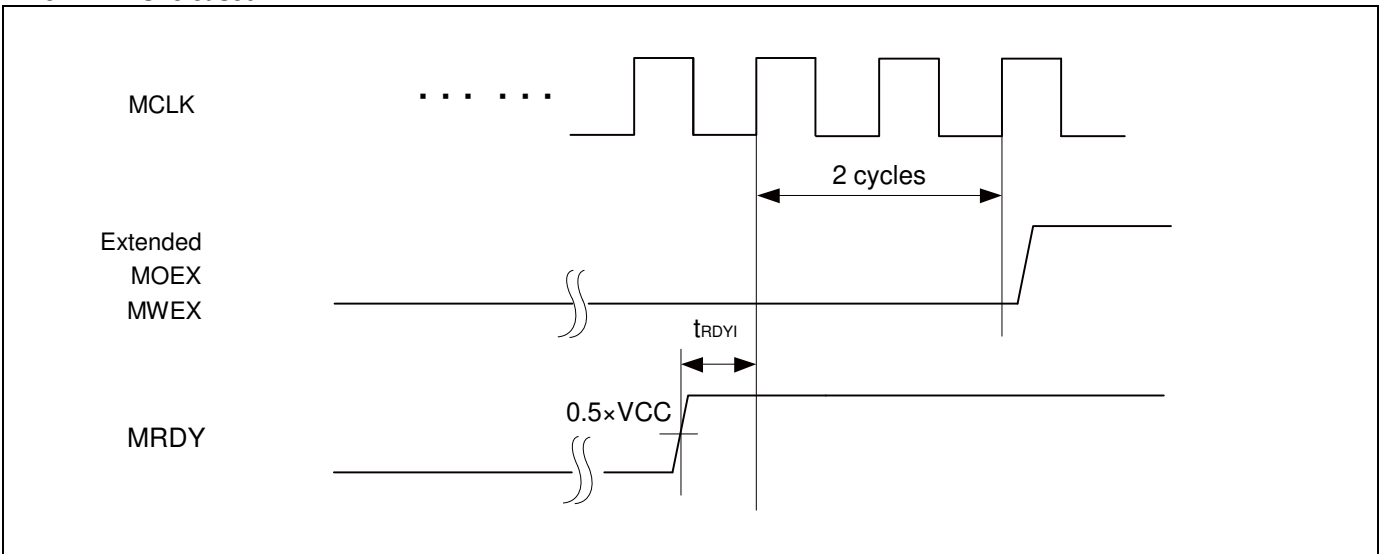 MCLK
. . . . . .
2 cycles
Extended
MOEX
MWEX
tRDYI
0.5×VCC
MRDY